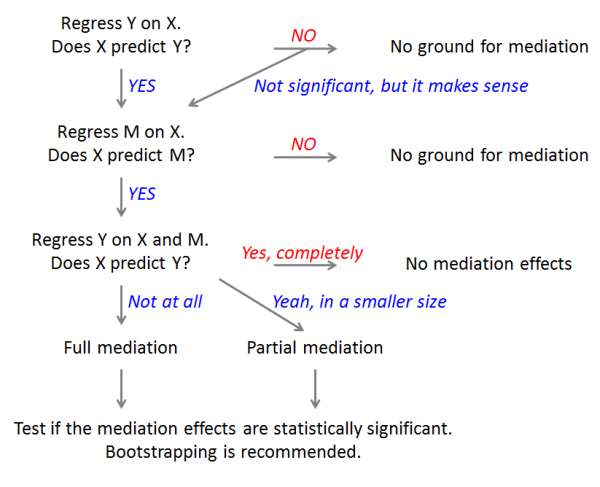 Regress Y on X.
Does X predict Y?
NO
No ground for mediation
YES
Not significant, but it makes sense
Regress M on X.
Does X predict M?
NO
No ground for mediation
YES
Regress Y on X and M.
Does X predict Y?
Yes, completely
No mediation effects
Not at all
Yeah, in a smaller size
Full mediation
Partial mediation
Test if the mediation effects are statistically significant.
Bootstrapping is recommended.